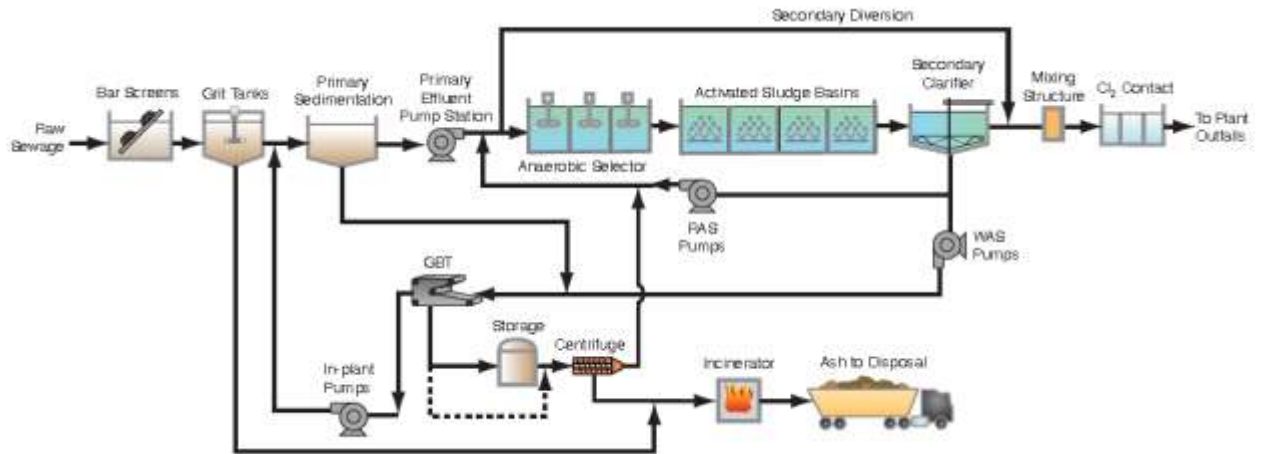 Secondary Diversion
Bar Screens
Grit Tanks
Primary
Sedimentation
Primary
Effluent
Pump Station
Activated Sludge Basins
Secondary
Clarifier
Mixing
Structure
Cl₂ Contact
Raw
Sewage
To Plant
Outfalls
Anaerobic Selector
RAS
Pumps
WAS
Pumps
GBT
Storage
Centrifuge
In-plant
Pumps
Incinerator
Ash to Disposal